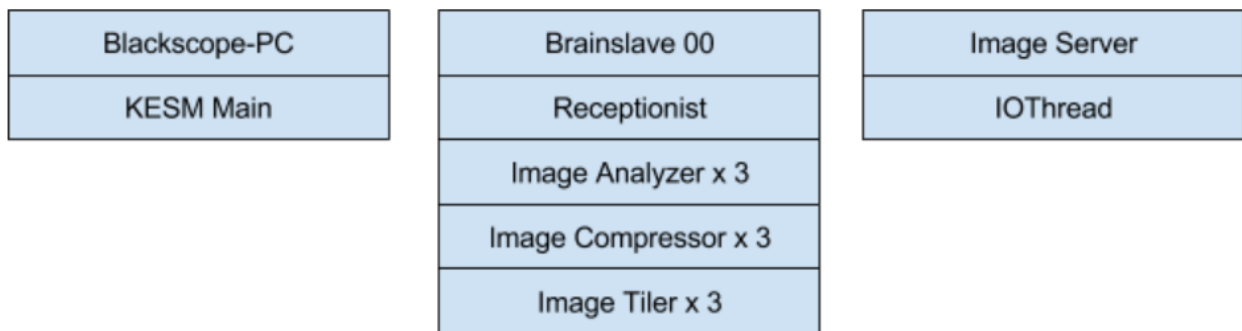 Blackscope-PC
KESM Main
Brainslave 00
Receptionist
Image Analyzer x 3
Image Compressor x 3
Image Tiler x 3
Image Server
IOThread